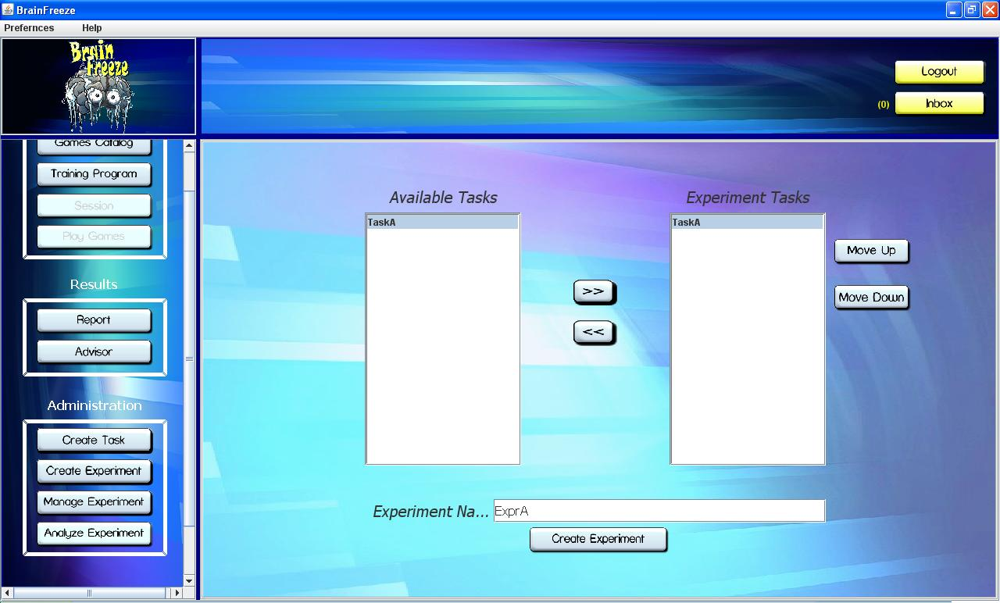 BrainFreeze
Prefernces Help
Brain
Freeze
Logout
(0) Inbox
Games Catalog
Training Program
Session
Play Games
Results
Report
Advisor
Administration
Create Task
Create Experiment
Manage Experiment
Analyze Experiment
Available Tasks
TaskA
>>
<<
Experiment Tasks
TaskA
Move Up
Move Down
Experiment Na... ExprA
Create Experiment